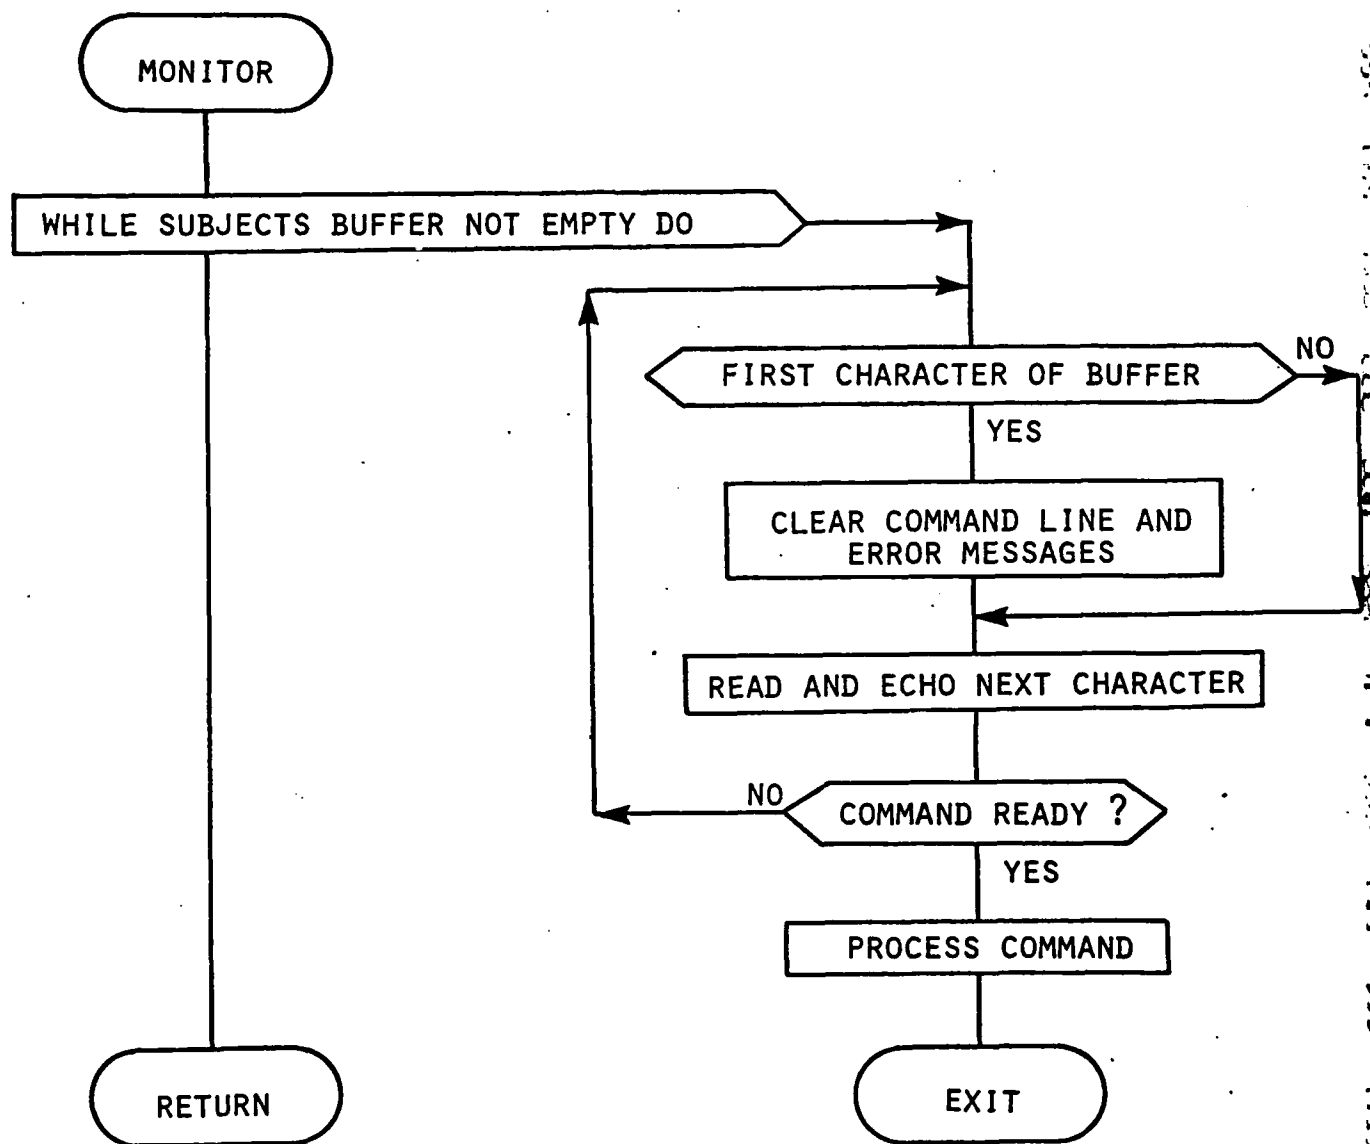 MONITOR
WHILE SUBJECTS BUFFER NOT EMPTY DO
FIRST CHARACTER OF BUFFER
NO
YES
CLEAR COMMAND LINE AND
ERROR MESSAGES
READ AND ECHO NEXT CHARACTER
NO
COMMAND READY ?
YES
PROCESS COMMAND
RETURN
EXIT